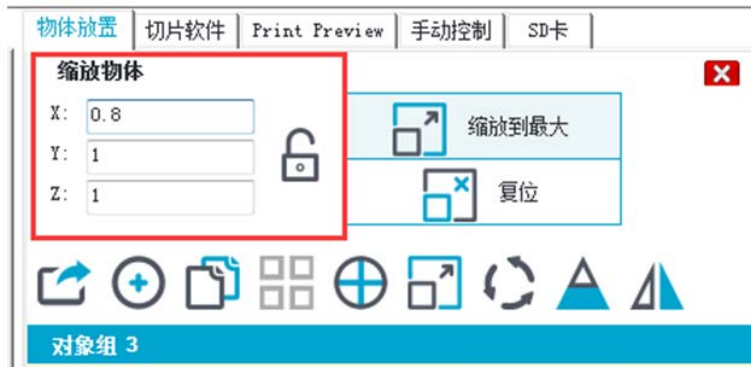 物体放置 切片软件 Print Preview 手动控制 SD卡
缩放物体
X: 0.8
缩放到最大
Y: 1
复位
Z: 1
对象组 3